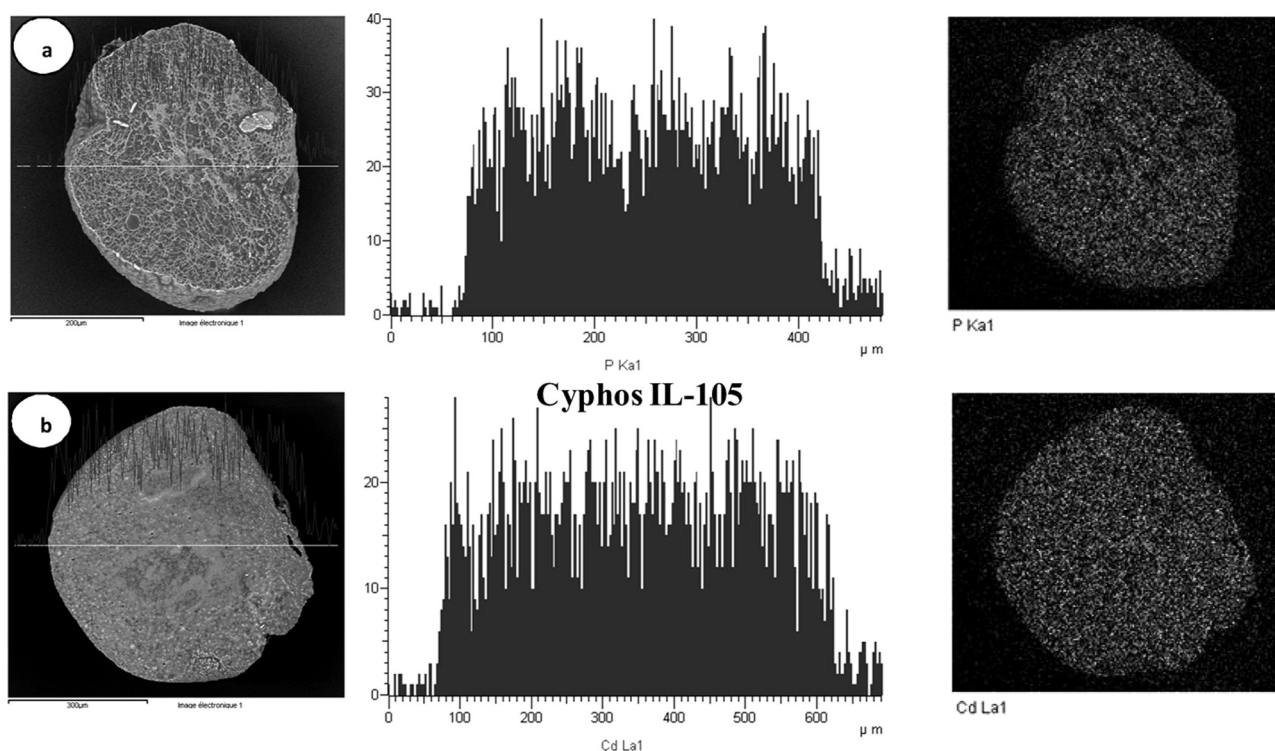 a
200µm
Image électronique 1
40
30
20
10
0
0 100 200 300 400
µ m
P Ka1
P Ka1
Cyphos IL-105
b
300µm
Image électronique 1
20
10
0
0 100 200 300 400 500 600
µ m
Cd La1
Cd La1